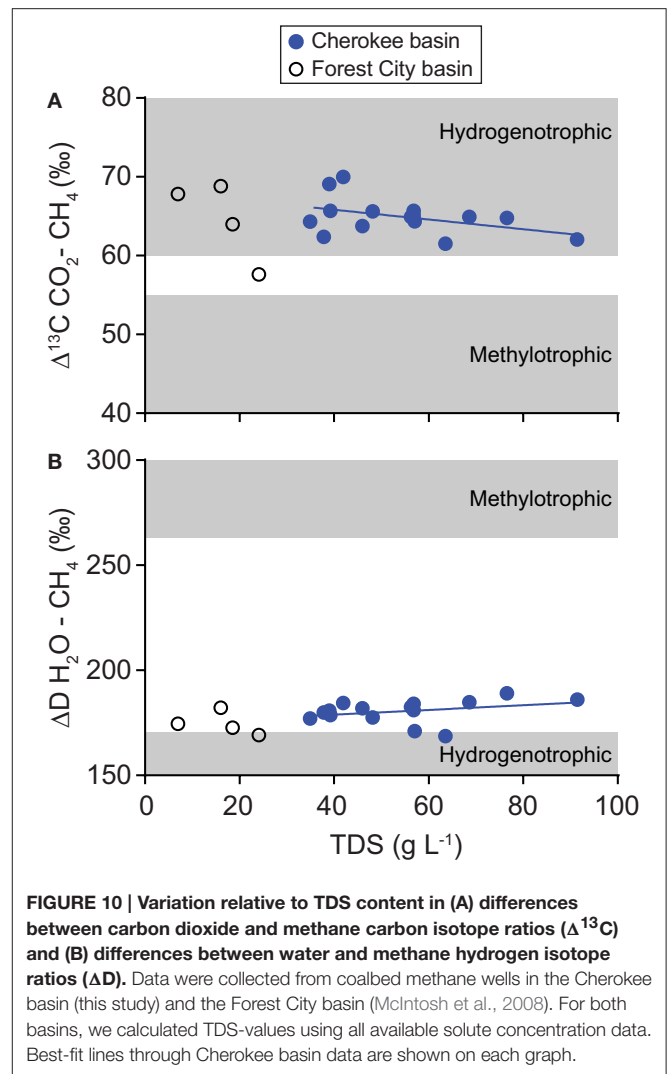 Cherokee basin
Forest City basin
A
80
70
60
50
40
Δ¹³C CO₂- CH₄ (‰)
Hydrogenotrophic
Methylotrophic
B
300
250
200
150
ΔD H₂O - CH₄ (‰)
Methylotrophic
Hydrogenotrophic
0 20 40 60 80 100
TDS (g L⁻¹)
FIGURE 10 | Variation relative to TDS content in (A) differences
between carbon dioxide and methane carbon isotope ratios (Δ¹³C)
and (B) differences between water and methane hydrogen isotope
ratios (ΔD). Data were collected from coalbed methane wells in the Cherokee
basin (this study) and the Forest City basin (McIntosh et al., 2008). For both
basins, we calculated TDS-values using all available solute concentration data.
Best-fit lines through Cherokee basin data are shown on each graph.